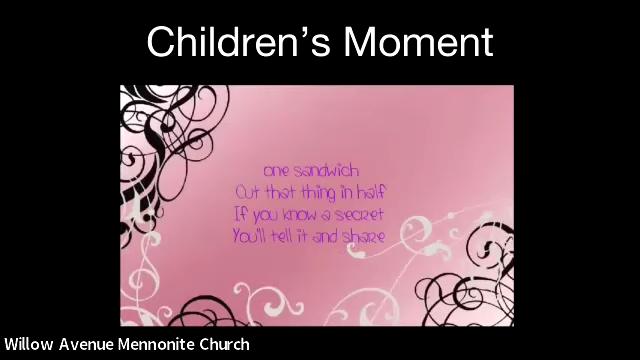 Children's Moment
one sandwich
Cut that thing in half
If you know a secret
You'll tell it and share
Willow Avenue Mennonite Church